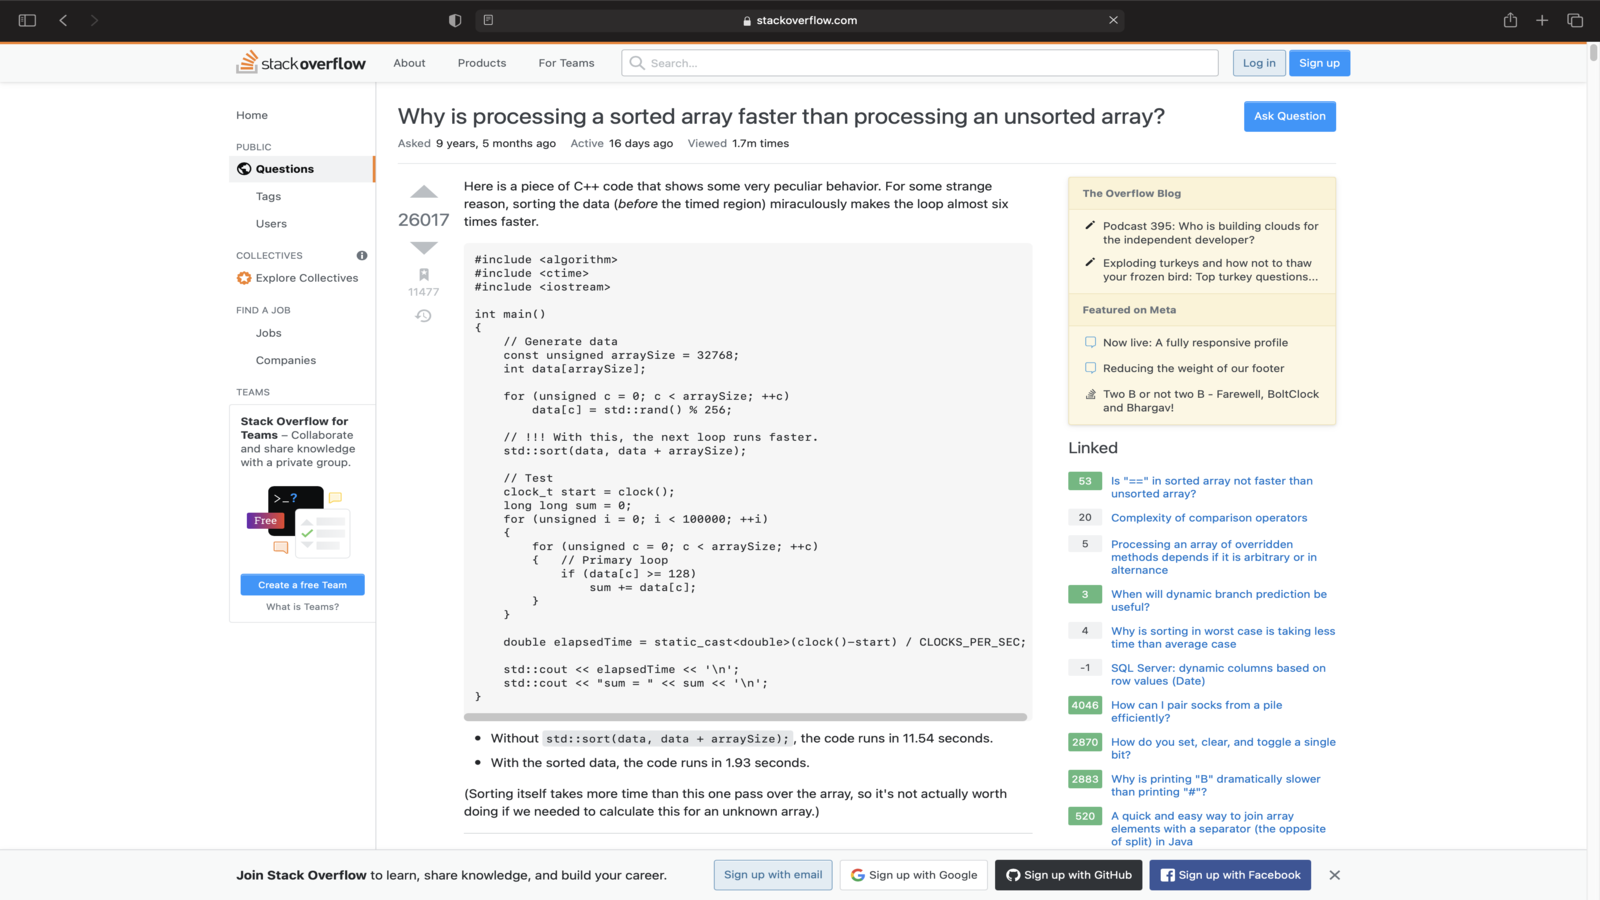 stackoverflow.com
stackoverflow
About
Products
For Teams
Search...
Log in
Sign up
Home
PUBLIC
Questions
Tags
Users
COLLECTIVES
Explore Collectives
FIND A JOB
Jobs
Companies
TEAMS
Stack Overflow for
Teams – Collaborate
and share knowledge
with a private group.
>_?
Free
Create a free Team
What is Teams?
Why is processing a sorted array faster than processing an unsorted array?
Ask Question
Asked 9 years, 5 months ago Active 16 days ago Viewed 1.7m times
26017
11477
Here is a piece of C++ code that shows some very peculiar behavior. For some strange
reason, sorting the data (before the timed region) miraculously makes the loop almost six
times faster.
#include <algorithm>
#include <ctime>
#include <iostream>
int main()
{
    // Generate data
    const unsigned arraySize = 32768;
    int data[arraySize];
    for (unsigned c = 0; c < arraySize; ++c)
        data[c] = std::rand() % 256;
    // !!! With this, the next loop runs faster.
    std::sort(data, data + arraySize);
    // Test
    clock_t start = clock();
    long long sum = 0;
    for (unsigned i = 0; i < 100000; ++i)
    {
        for (unsigned c = 0; c < arraySize; ++c)
        {   // Primary loop
            if (data[c] >= 128)
                sum += data[c];
        }
    }
    double elapsedTime = static_cast<double>(clock()-start) / CLOCKS_PER_SEC;
    std::cout << elapsedTime << '\n';
    std::cout << "sum = " << sum << '\n';
}
• Without std::sort(data, data + arraySize);, the code runs in 11.54 seconds.
• With the sorted data, the code runs in 1.93 seconds.
(Sorting itself takes more time than this one pass over the array, so it's not actually worth
doing if we needed to calculate this for an unknown array.)
The Overflow Blog
Podcast 395: Who is building clouds for
the independent developer?
Exploding turkeys and how not to thaw
your frozen bird: Top turkey questions...
Featured on Meta
Now live: A fully responsive profile
Reducing the weight of our footer
Two B or not two B - Farewell, BoltClock
and Bhargav!
Linked
53 Is "==" in sorted array not faster than
unsorted array?
20 Complexity of comparison operators
5 Processing an array of overridden
methods depends if it is arbitrary or in
alternance
3 When will dynamic branch prediction be
useful?
4 Why is sorting in worst case is taking less
time than average case
-1 SQL Server: dynamic columns based on
row values (Date)
4046 How can I pair socks from a pile
efficiently?
2870 How do you set, clear, and toggle a single
bit?
2883 Why is printing "B" dramatically slower
than printing "#"?
520 A quick and easy way to join array
elements with a separator (the opposite
of split) in Java
Join Stack Overflow to learn, share knowledge, and build your career.
Sign up with email
Sign up with Google
Sign up with GitHub
Sign up with Facebook